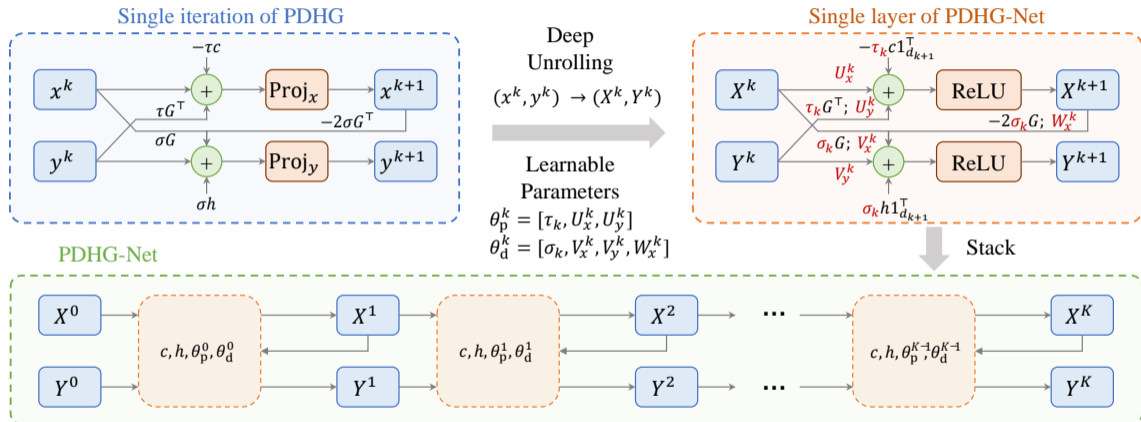 Single iteration of PDHG
−τc
x^k
Proj_x
x^{k+1}
τG^⊤
−2σG^⊤
σG
y^k
Proj_y
y^{k+1}
σh
Deep
Unrolling
(x^k, y^k) → (X^k, Y^k)
Learnable
Parameters
θ_p^k = [τ_k, U_x^k, U_y^k]
θ_d^k = [σ_k, V_x^k, V_y^k, W_x^k]
Single layer of PDHG-Net
−τ_k c1_{d_{k+1}}^⊤
U_x^k
X^k
ReLU
X^{k+1}
τ_k G^⊤; U_y^k
−2σ_k G; W_x^k
σ_k G; V_x^k
Y^k
V_y^k
ReLU
Y^{k+1}
σ_k h1_{d_{k+1}}^⊤
Stack
PDHG-Net
X^0
X^1
X^2
...
X^K
c, h, θ_p^0, θ_d^0
c, h, θ_p^1, θ_d^1
c, h, θ_p^{K−1}, θ_d^{K−1}
Y^0
Y^1
Y^2
...
Y^K